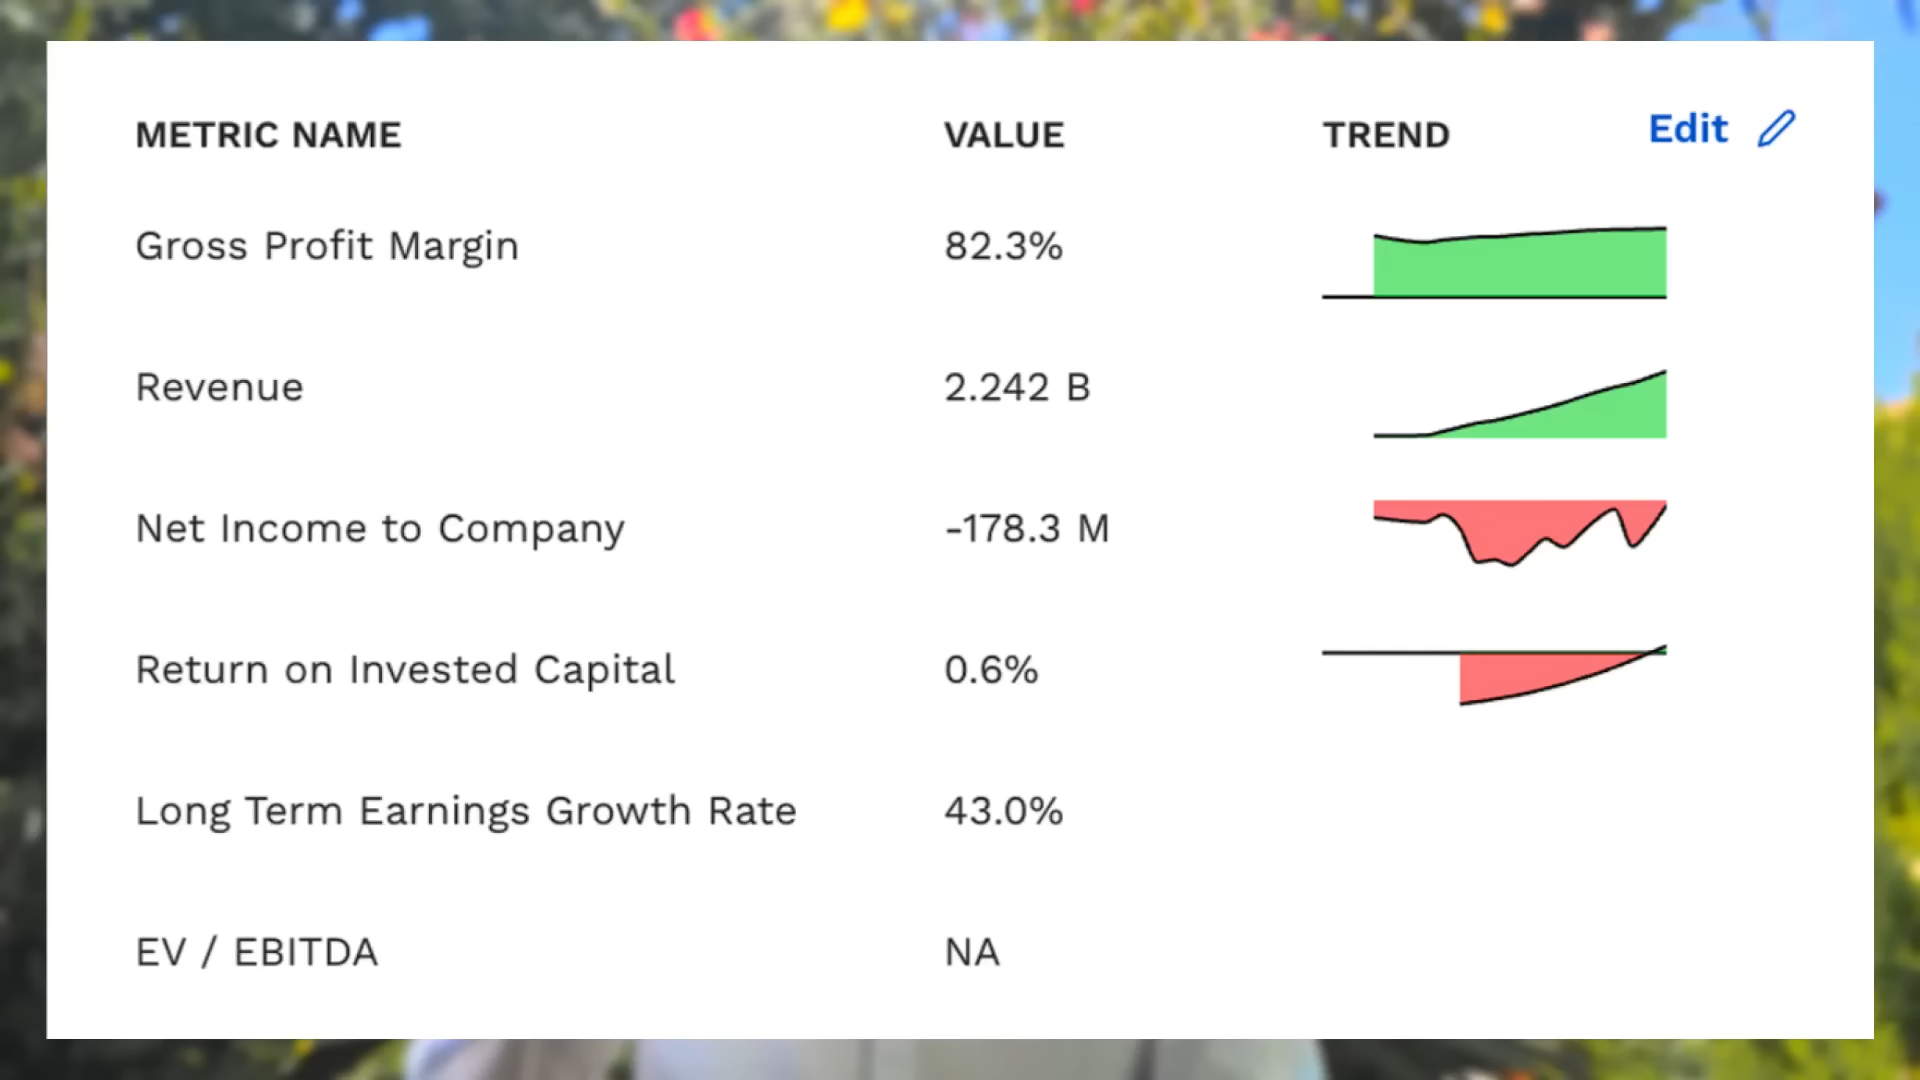 METRIC NAME VALUE TREND Edit
Gross Profit Margin 82.3%
Revenue 2.242 B
Net Income to Company -178.3 M
Return on Invested Capital 0.6%
Long Term Earnings Growth Rate 43.0%
EV / EBITDA NA